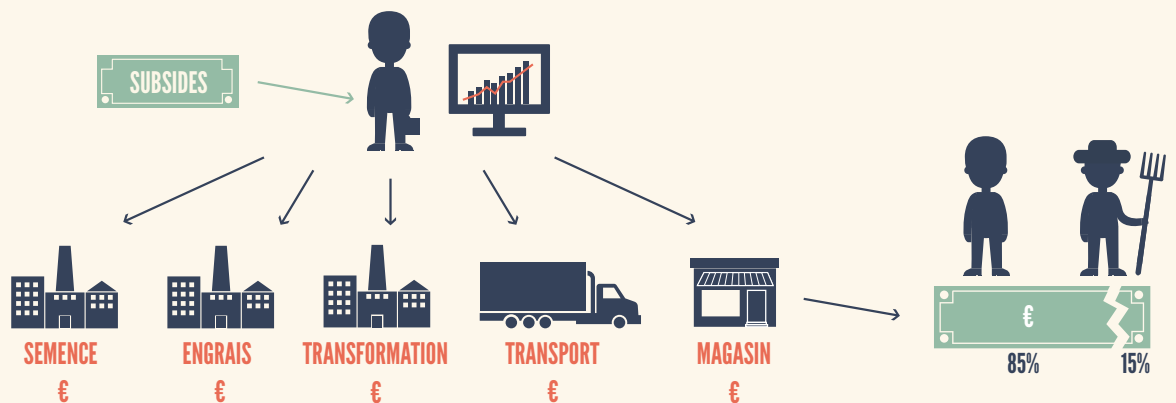 SUBSIDES
SEMENCE
€
ENGRAIS
€
TRANSFORMATION
€
TRANSPORT
€
MAGASIN
€
€
85%
15%